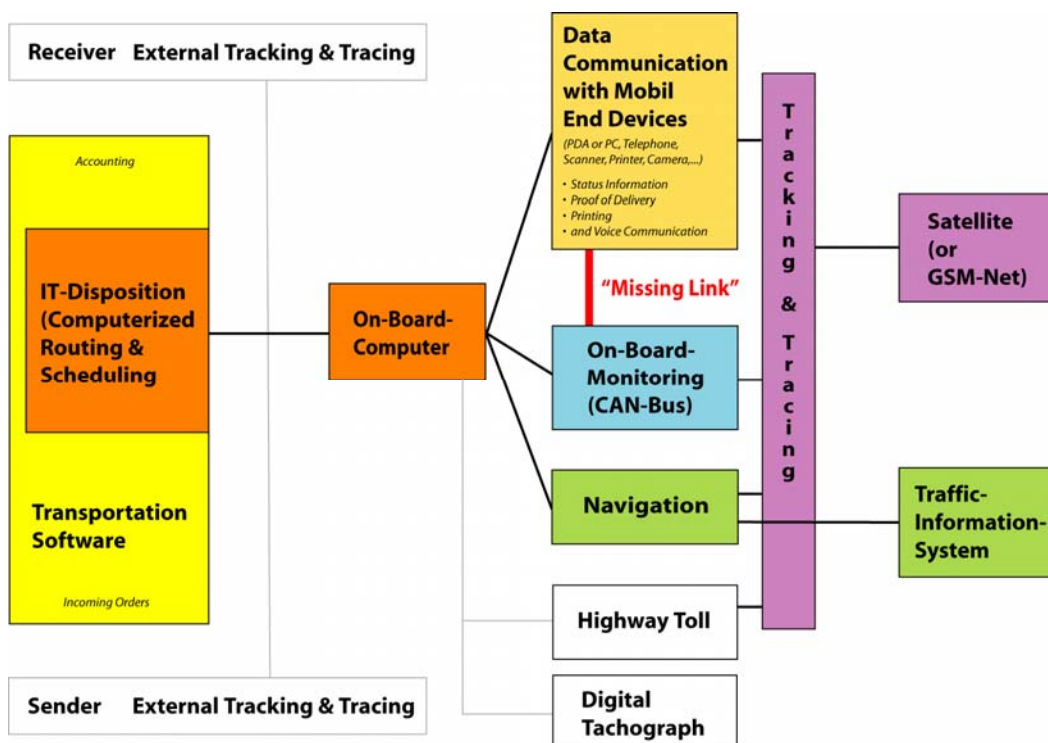 Receiver External Tracking & Tracing
Accounting
IT-Disposition
(Computerized
Routing &
Scheduling
Transportation
Software
Incoming Orders
Sender External Tracking & Tracing
On-Board-
Computer
Data
Communication
with Mobil
End Devices
(PDA or PC, Telephone,
Scanner, Printer, Camera,...)
• Status Information
• Proof of Delivery
• Printing
• and Voice Communication
"Missing Link"
On-Board-
Monitoring
(CAN-Bus)
Navigation
Highway Toll
Digital
Tachograph
Tracking & Tracing
Satellite
(or
GSM-Net)
Traffic-
Information-
System